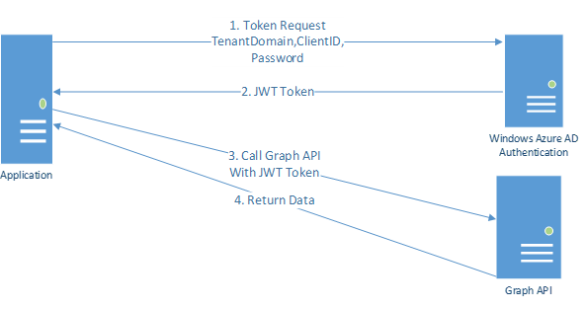 1. Token Request
TenantDomain,ClientID,
Password
2. JWT Token
Windows Azure AD
Authentication
Application
3. Call Graph API
With JWT Token
4. Return Data
Graph API